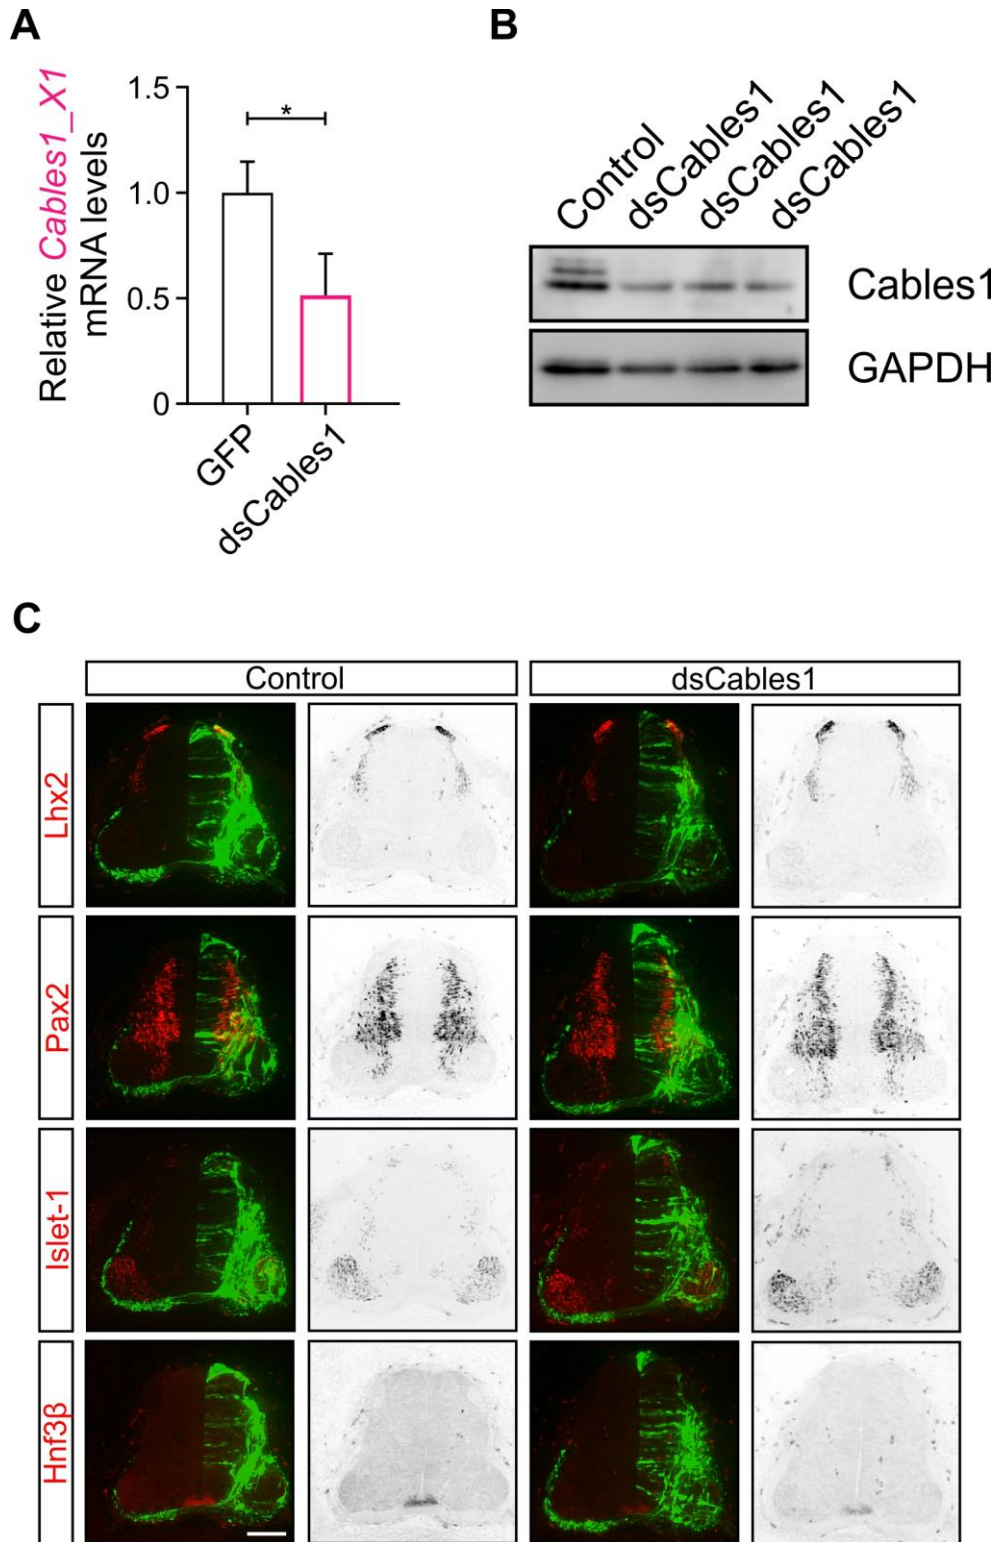 A
Relative Cables1_X1
mRNA levels
1.5
1.0
0.5
0
*
GFP
dsCables1
B
Control
dsCables1
dsCables1
dsCables1
Cables1
GAPDH
C
Control
dsCables1
Lhx2
Pax2
Islet-1
Hnf3β